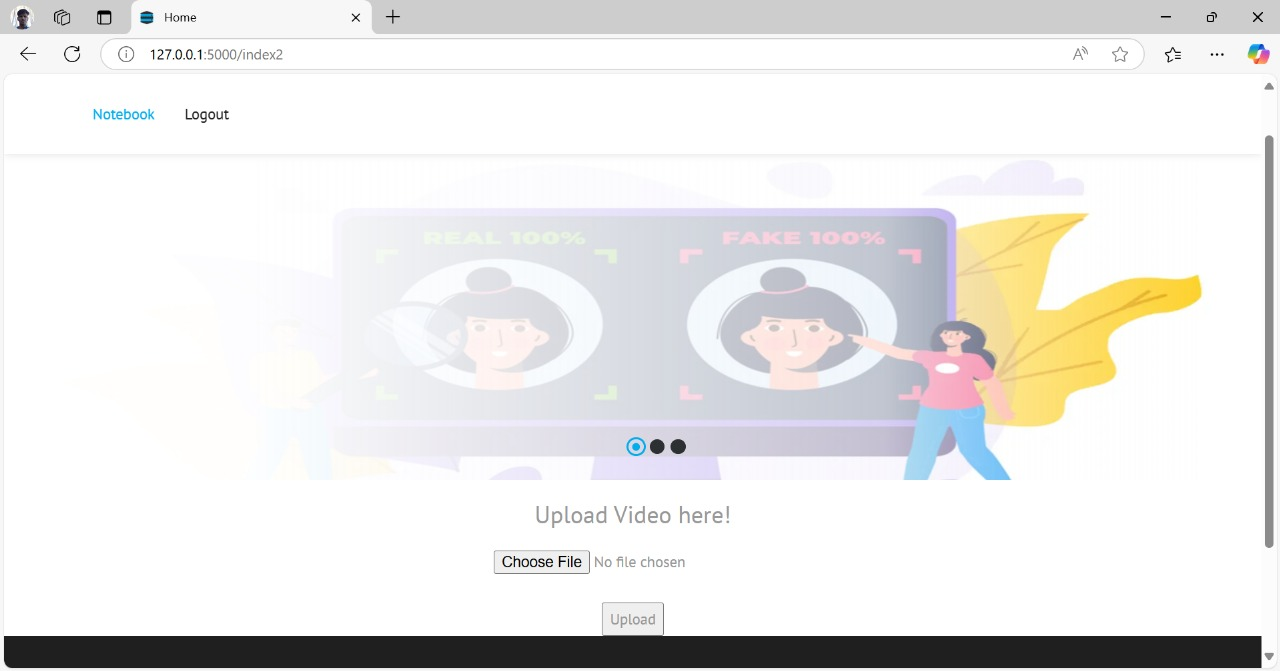 Home
127.0.0.1:5000/index2
Notebook Logout
REAL 100% FAKE 100%
Upload Video here!
Choose File No file chosen
Upload